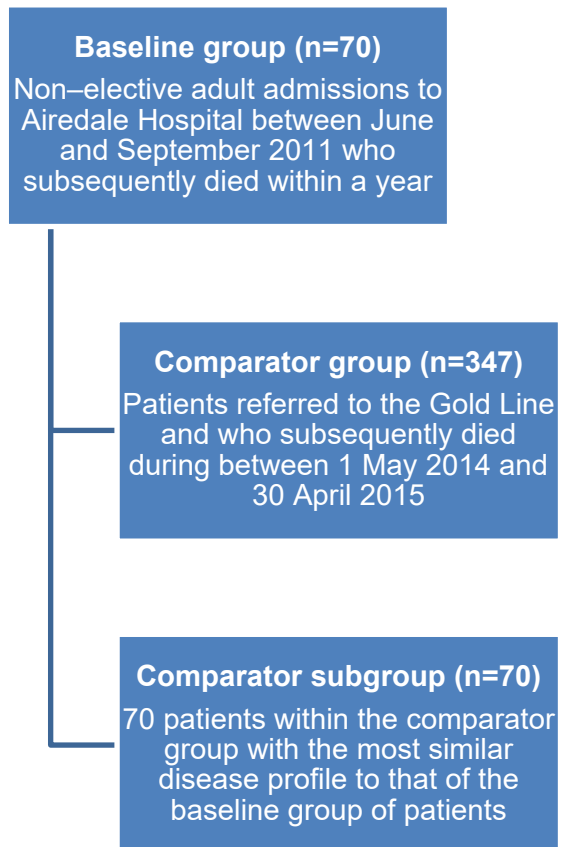 Baseline group (n=70)
Non–elective adult admissions to
Airedale Hospital between June
and September 2011 who
subsequently died within a year
Comparator group (n=347)
Patients referred to the Gold Line
and who subsequently died
during between 1 May 2014 and
30 April 2015
Comparator subgroup (n=70)
70 patients within the comparator
group with the most similar
disease profile to that of the
baseline group of patients